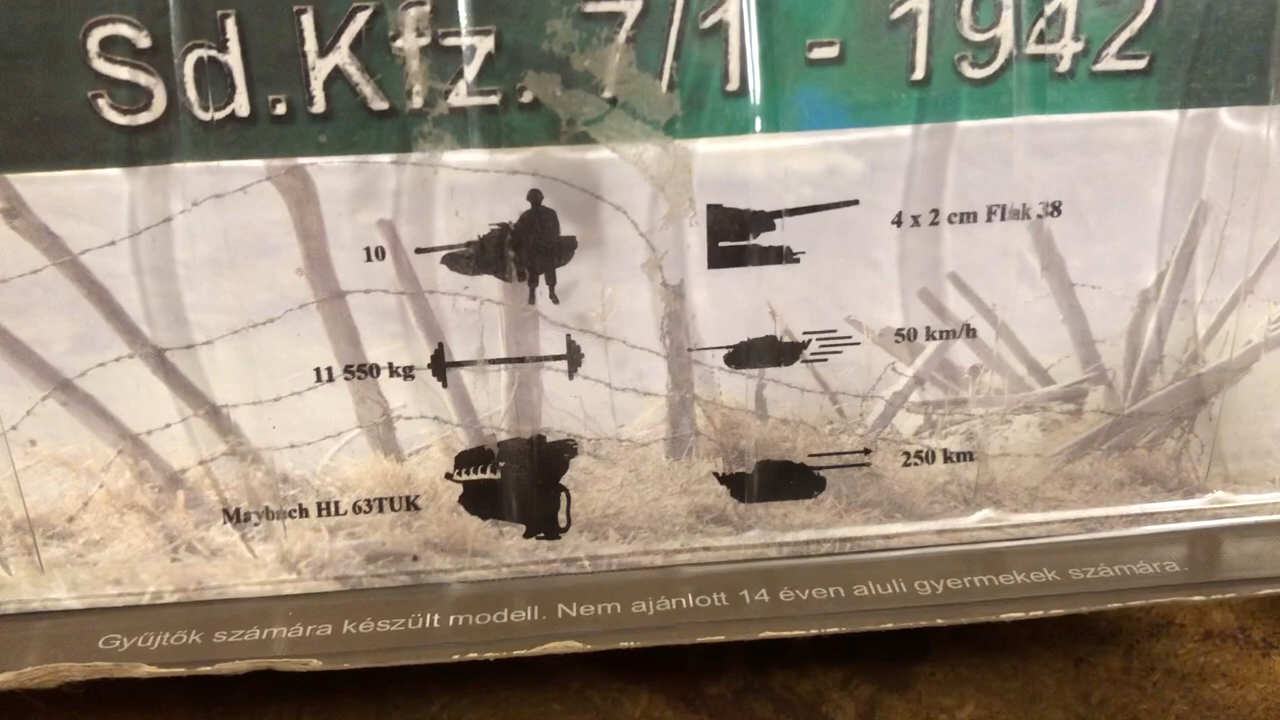 Sd.Kfz. 7/1 - 1942
10
4 x 2 cm Flak 38
11 550 kg
50 km/h
Maybach HL 63TUK
250 km
Gyűjtők számára készült modell. Nem ajánlott 14 éven aluli gyermekek számára.